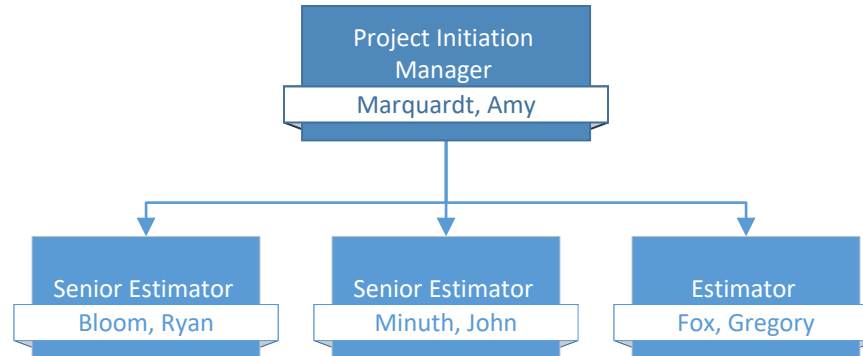 Project Initiation
Manager
Marquardt, Amy
Senior Estimator
Bloom, Ryan
Senior Estimator
Minuth, John
Estimator
Fox, Gregory